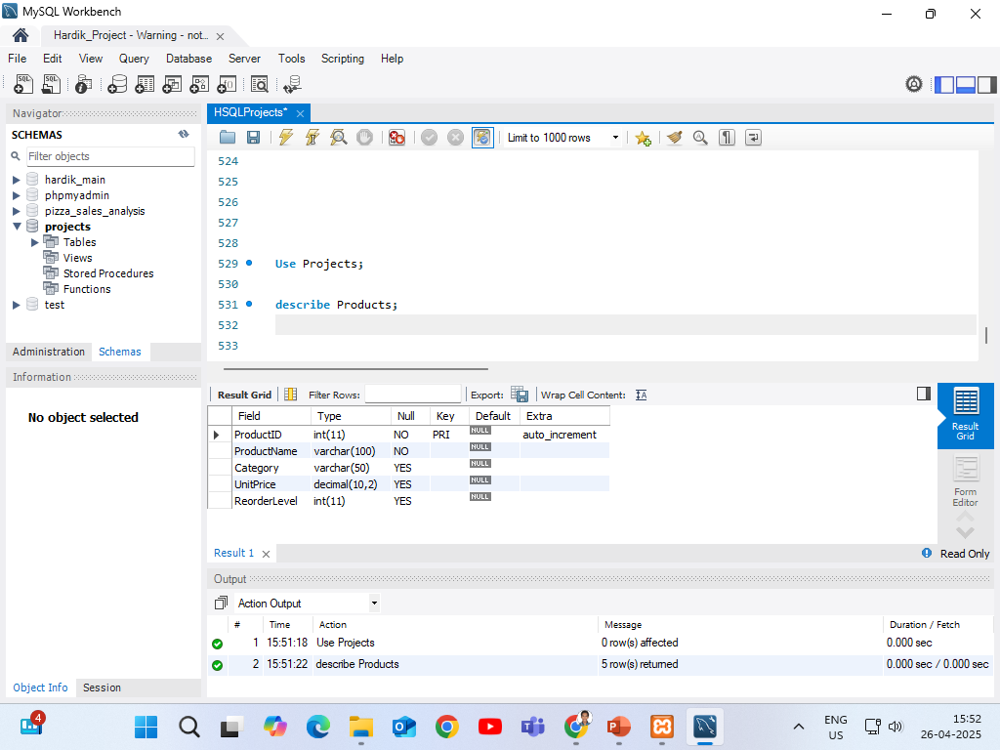 MySQL Workbench
Hardik_Project - Warning - not...
File Edit View Query Database Server Tools Scripting Help
Navigator
SCHEMAS
Filter objects
hardik_main
phpmyadmin
pizza_sales_analysis
projects
Tables
Views
Stored Procedures
Functions
test
Administration Schemas
Information
No object selected
Object Info Session
HSQLProjects*
Limit to 1000 rows
524
525
526
527
528
529 Use Projects;
530
531 describe Products;
532
533
Result Grid Filter Rows: Export: Wrap Cell Content:
Field Type Null Key Default Extra
ProductID int(11) NO PRI NULL auto_increment
ProductName varchar(100) NO NULL
Category varchar(50) YES NULL
UnitPrice decimal(10,2) YES NULL
ReorderLevel int(11) YES NULL
Result Grid
Form Editor
Result 1
Read Only
Output
Action Output
# Time Action Message Duration / Fetch
1 15:51:18 Use Projects 0 row(s) affected 0.000 sec
2 15:51:22 describe Products 5 row(s) returned 0.000 sec / 0.000 sec
4
ENG
US
15:52
26-04-2025